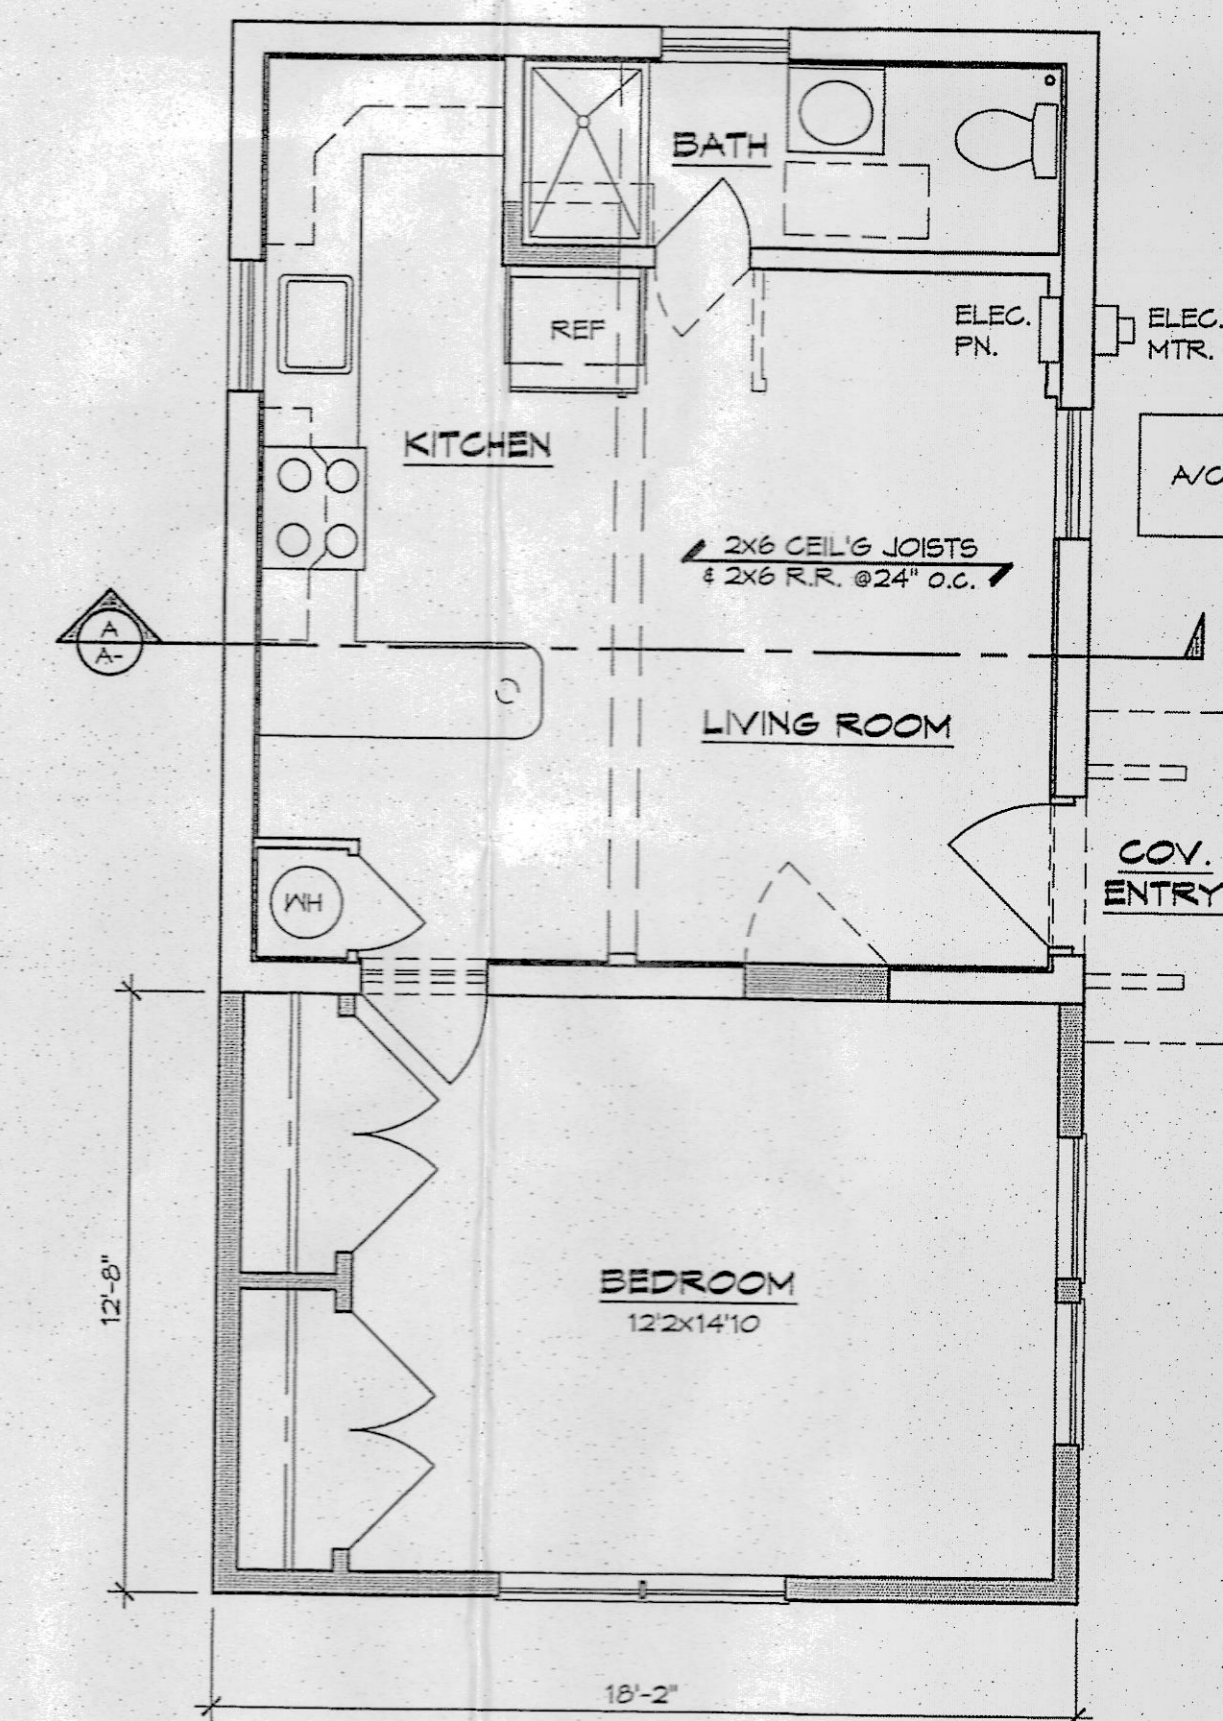 BATH
ELEC.
PN.
ELEC.
MTR.
REF
KITCHEN
A/C
2X6 CEIL'G JOISTS
& 2X6 R.R. @24" O.C.
A
A-
LIVING ROOM
COV.
ENTRY
WH
12'-8"
BEDROOM
12'2x14'10
18'-2"